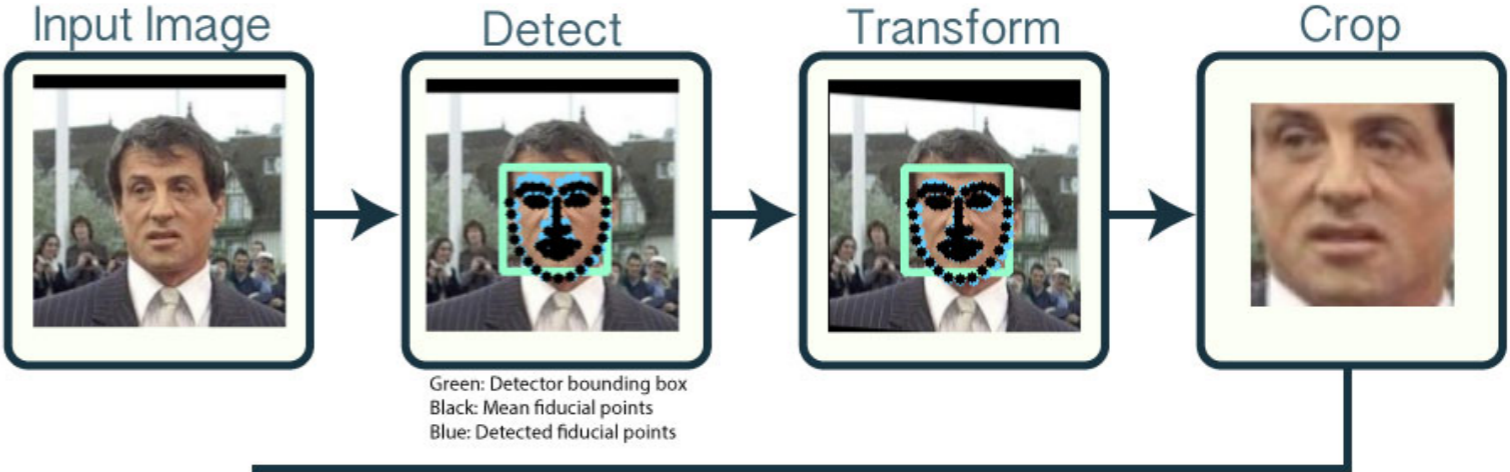 Input Image
Detect
Transform
Crop
Green: Detector bounding box
Black: Mean fiducial points
Blue: Detected fiducial points